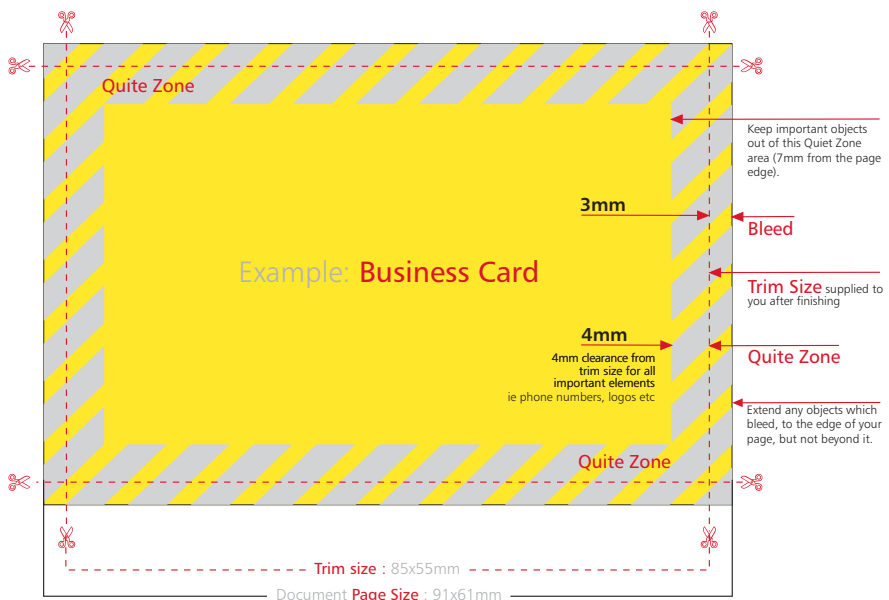 Quite Zone
Keep important objects
out of this Quiet Zone
area (7mm from the page
edge).
3mm
Bleed
Example: Business Card
Trim Size supplied to
you after finishing
4mm
4mm clearance from
trim size for all
important elements
ie phone numbers, logos etc
Quite Zone
Extend any objects which
bleed, to the edge of your
page, but not beyond it.
Quite Zone
Trim size : 85x55mm
Document Page Size : 91x61mm